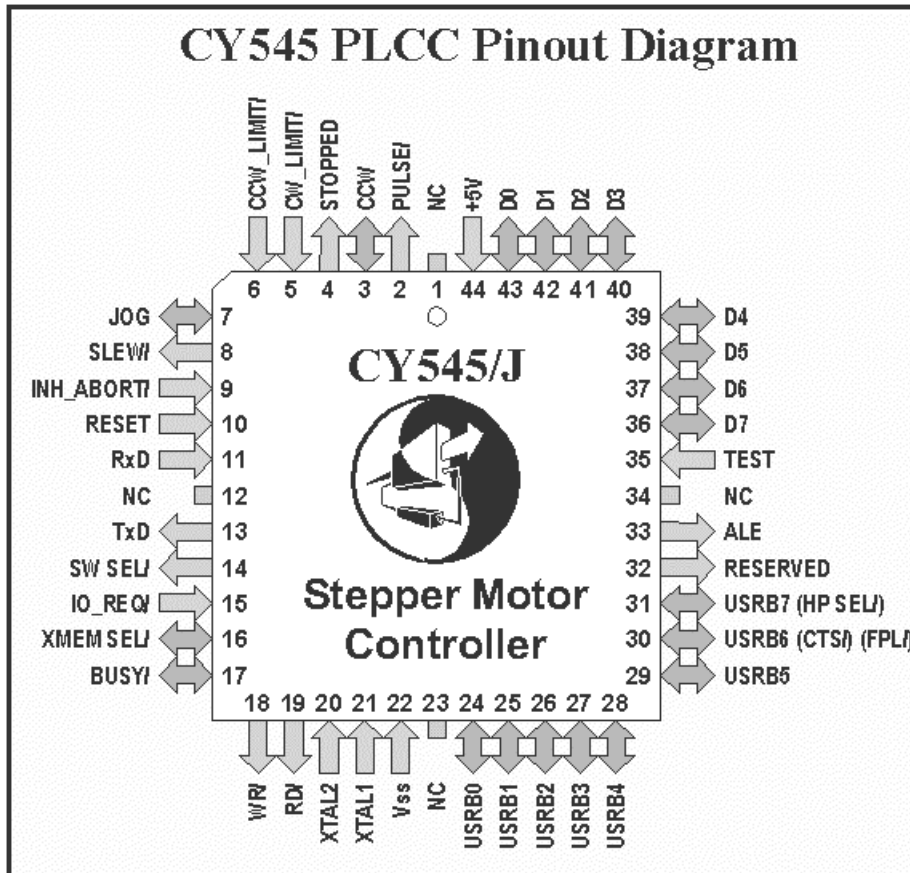 CY545 PLCC Pinout Diagram
CCW_LIMIT/
CW_LIMIT/
STOPPED
CCW
PULSE/
NC
+5V
D0
D1
D2
D3
6 5 4 3 2 1 44 43 42 41 40
JOG 7
SLEW/ 8
INH_ABORT/ 9
RESET 10
RxD 11
NC 12
TxD 13
SW SEL/ 14
IO_REQ/ 15
XMEM SEL/ 16
BUSY/ 17
CY545/J
Stepper Motor
Controller
39 D4
38 D5
37 D6
36 D7
35 TEST
34 NC
33 ALE
32 RESERVED
31 USRB7 (HP SEL/)
30 USRB6 (CTS/) (FPL/)
29 USRB5
18 19 20 21 22 23 24 25 26 27 28
WR/
RD/
XTAL2
XTAL1
Vss
NC
USRB0
USRB1
USRB2
USRB3
USRB4